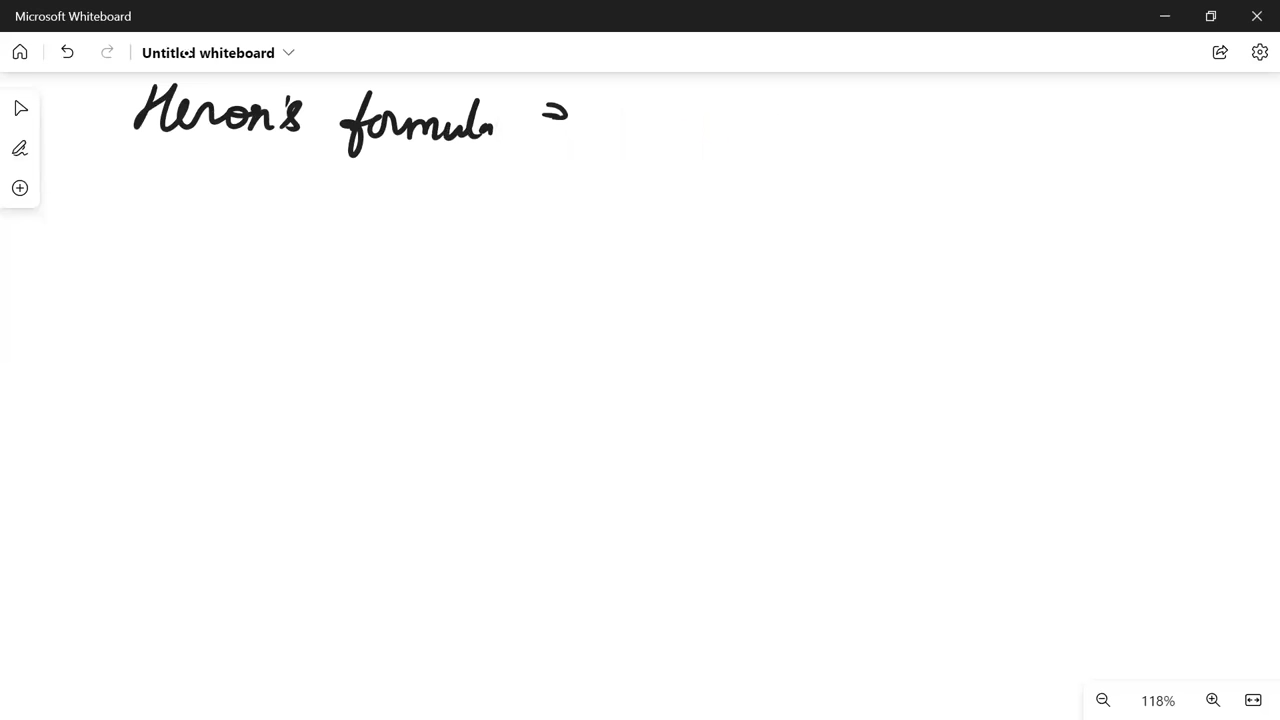 Microsoft Whiteboard
Untitled whiteboard
Heron's formula =
118%